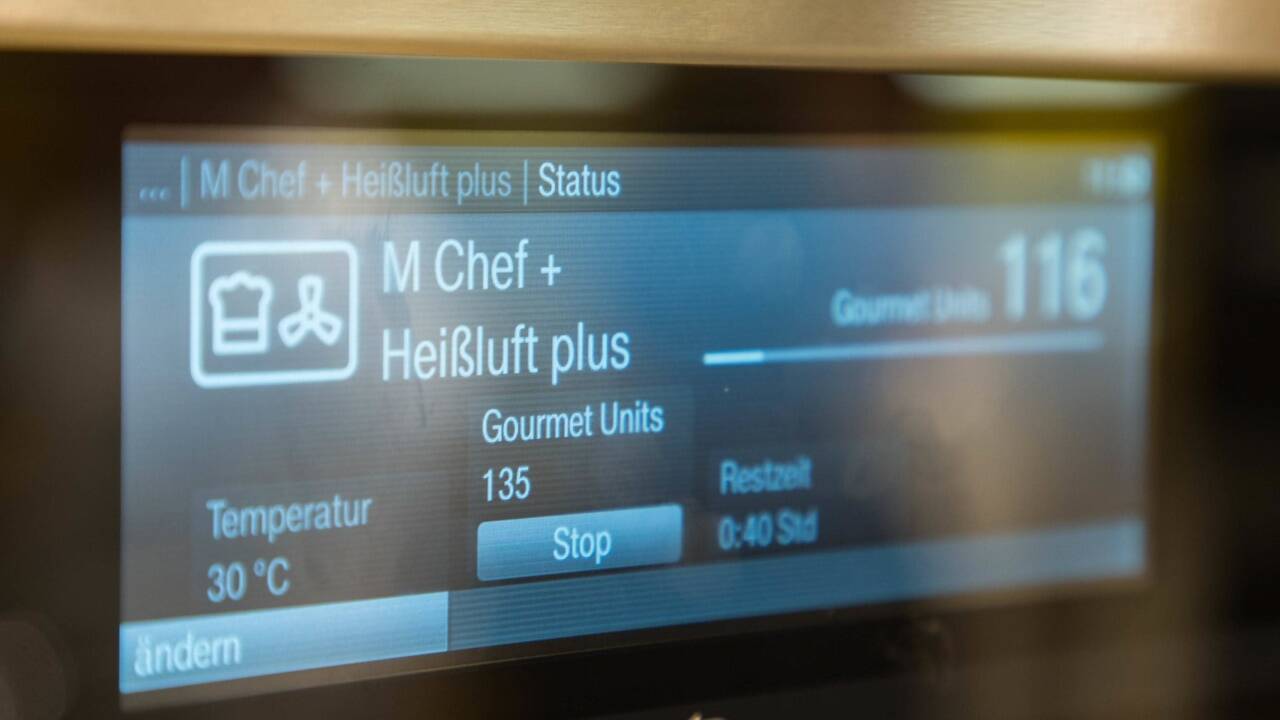 ... | M Chef + Heißluft plus | Status
M Chef +
Heißluft plus
Gourmet Units 116
Gourmet Units
135
Temperatur
30 °C
Restzeit
0:40 Std
Stop
ändern